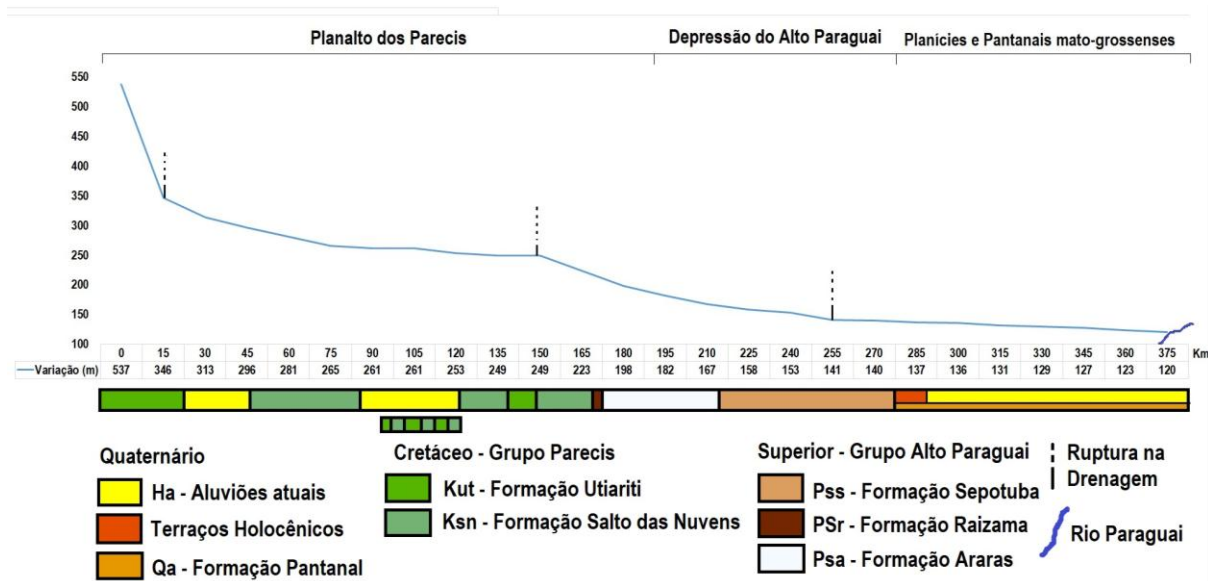 Planalto dos Parecis
Depressão do Alto Paraguai
Planícies e Pantanais mato-grossenses
550
500
450
400
350
300
250
200
150
100
0 15 30 45 60 75 90 105 120 135 150 165 180 195 210 225 240 255 270 285 300 315 330 345 360 375 Km
Variação (m) 537 346 313 296 281 265 261 261 253 249 249 223 198 182 167 158 153 141 140 137 136 131 129 127 123 120
Quaternário
Ha - Aluviões atuais
Terraços Holocênicos
Qa - Formação Pantanal
Cretáceo - Grupo Parecis
Kut - Formação Utiariti
Ksn - Formação Salto das Nuvens
Superior - Grupo Alto Paraguai
Pss - Formação Sepotuba
PSr - Formação Raizama
Psa - Formação Araras
Ruptura na
Drenagem
Rio Paraguai